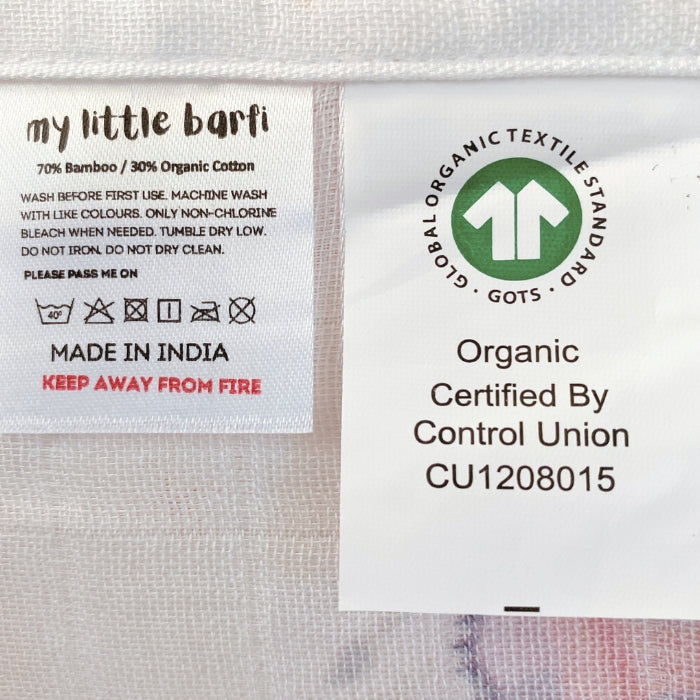 my little barfi
70% Bamboo / 30% Organic Cotton
WASH BEFORE FIRST USE. MACHINE WASH
WITH LIKE COLOURS. ONLY NON-CHLORINE
BLEACH WHEN NEEDED. TUMBLE DRY LOW.
DO NOT IRON. DO NOT DRY CLEAN.
PLEASE PASS ME ON
40°
MADE IN INDIA
KEEP AWAY FROM FIRE
GLOBAL ORGANIC TEXTILE STANDARD
· GOTS ·
Organic
Certified By
Control Union
CU1208015